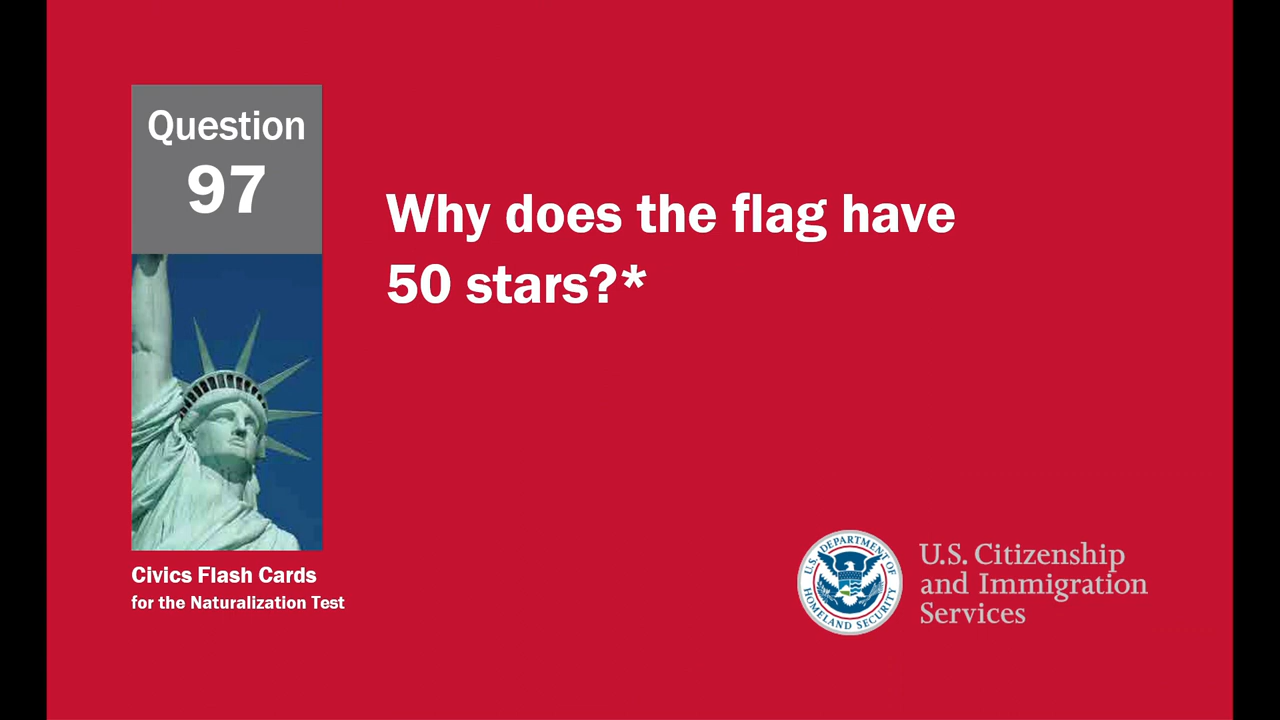 Question
97
Why does the flag have
50 stars?*
Civics Flash Cards
for the Naturalization Test
U.S. DEPARTMENT OF
HOMELAND SECURITY
U.S. Citizenship
and Immigration
Services